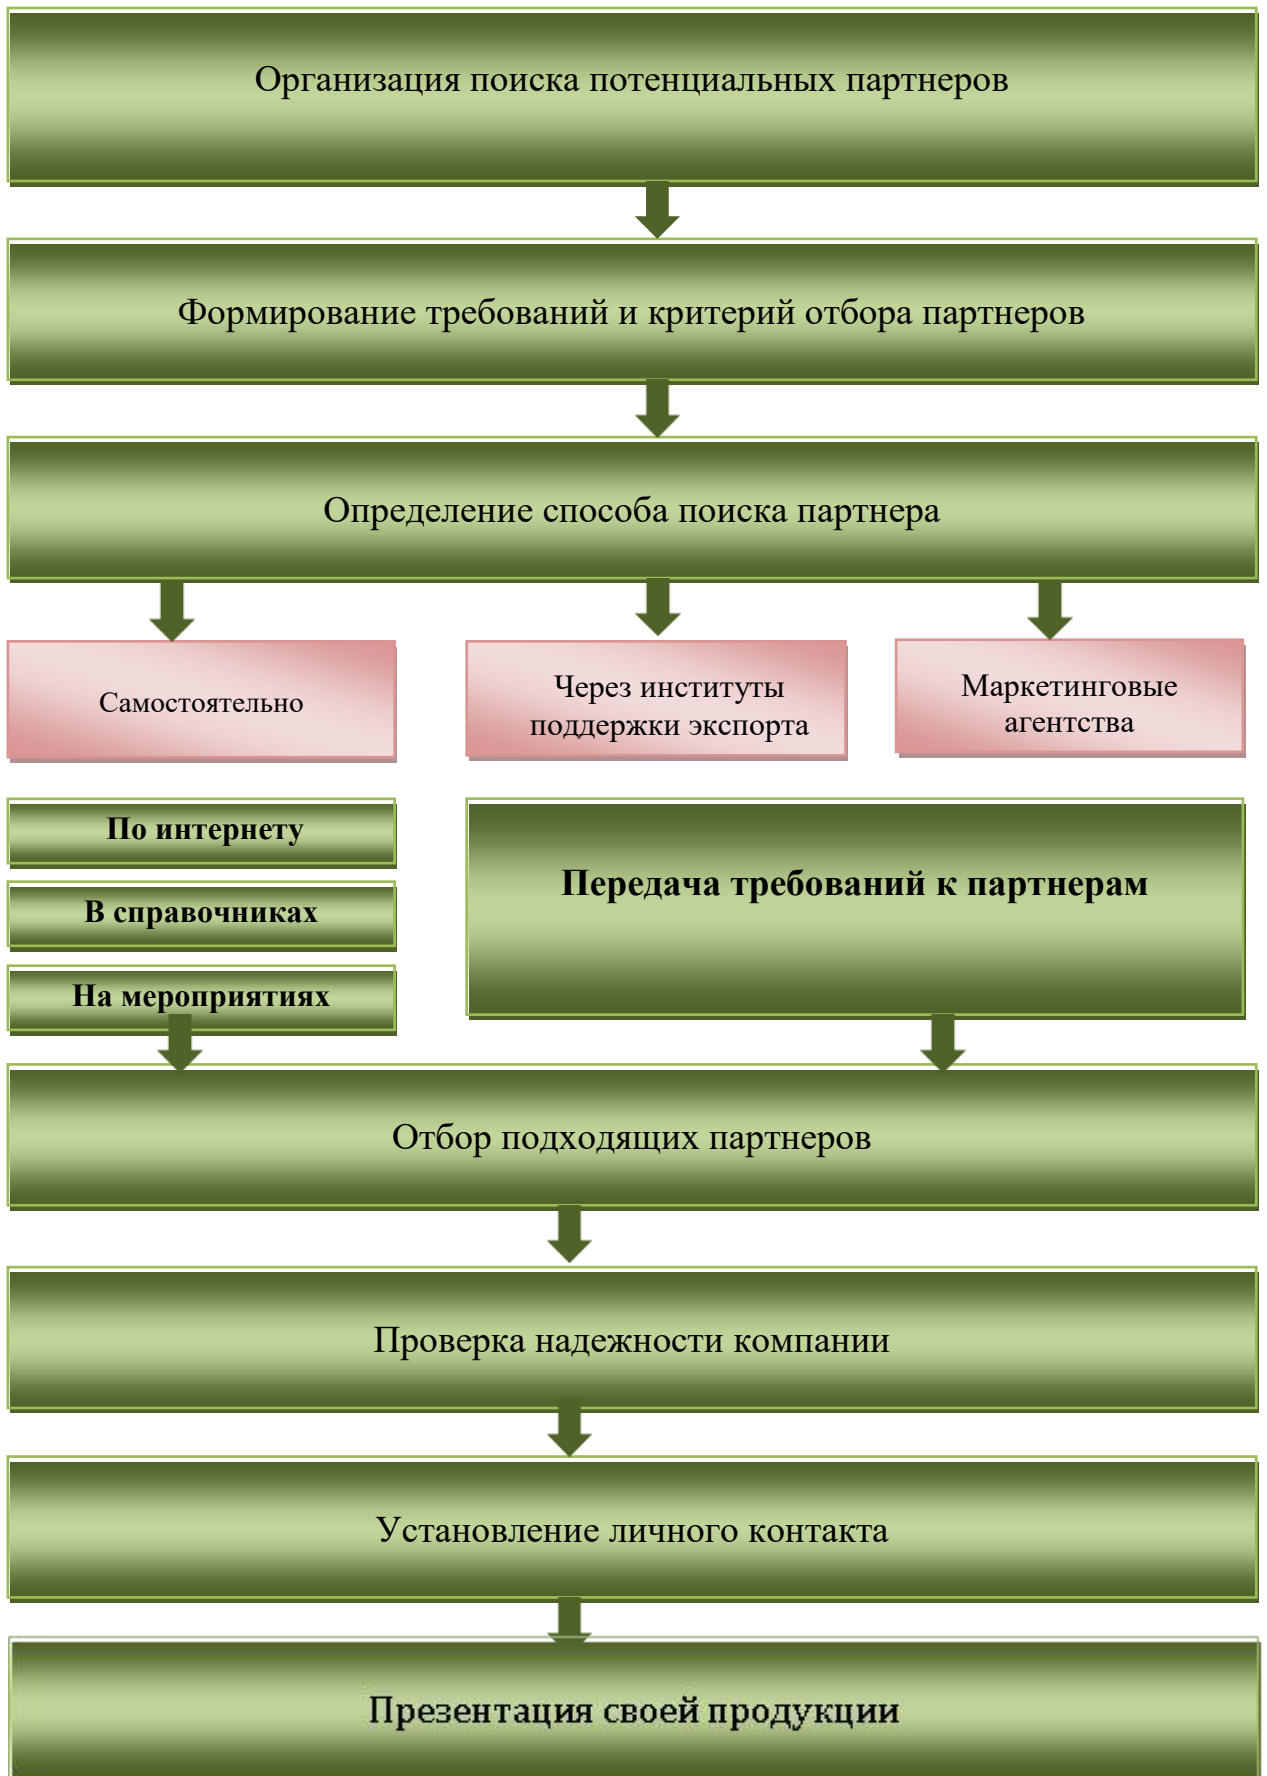 Организация поиска потенциальных партнеров
Формирование требований и критерий отбора партнеров
Определение способа поиска партнера
Самостоятельно
Через институты
поддержки экспорта
Маркетинговые
агентства
По интернету
В справочниках
На мероприятиях
Передача требований к партнерам
Отбор подходящих партнеров
Проверка надежности компании
Установление личного контакта
Презентация своей продукции